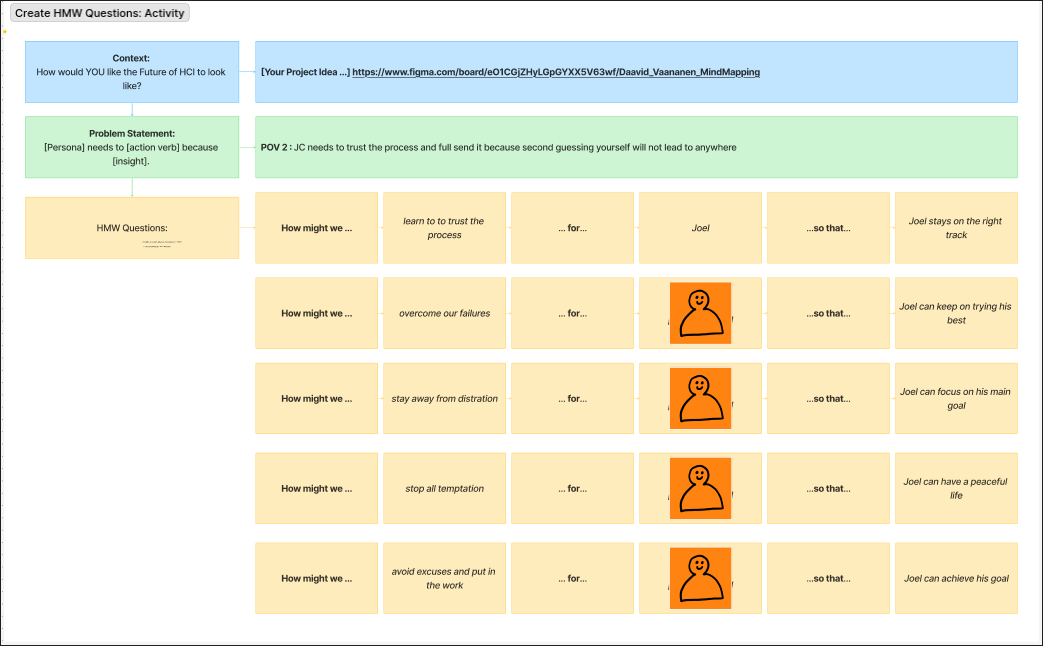 Create HMW Questions: Activity
Context:
How would YOU like the Future of HCI to look
like?
[Your Project Idea ...] https://www.figma.com/board/eO1CGjZHyLGpGYXX5V63wf/Daavid_Vaananen_MindMapping
Problem Statement:
[Persona] needs to [action verb] because
[insight].
POV 2 : JC needs to trust the process and full send it because second guessing yourself will not lead to anywhere
HMW Questions:
How might we ...
learn to to trust the
process
... for...
Joel
...so that...
Joel stays on the right
track
How might we ...
overcome our failures
... for...
...so that...
Joel can keep on trying his
best
How might we ...
stay away from distration
... for...
...so that...
Joel can focus on his main
goal
How might we ...
stop all temptation
... for...
...so that...
Joel can have a peaceful
life
How might we ...
avoid excuses and put in
the work
... for...
...so that...
Joel can achieve his goal